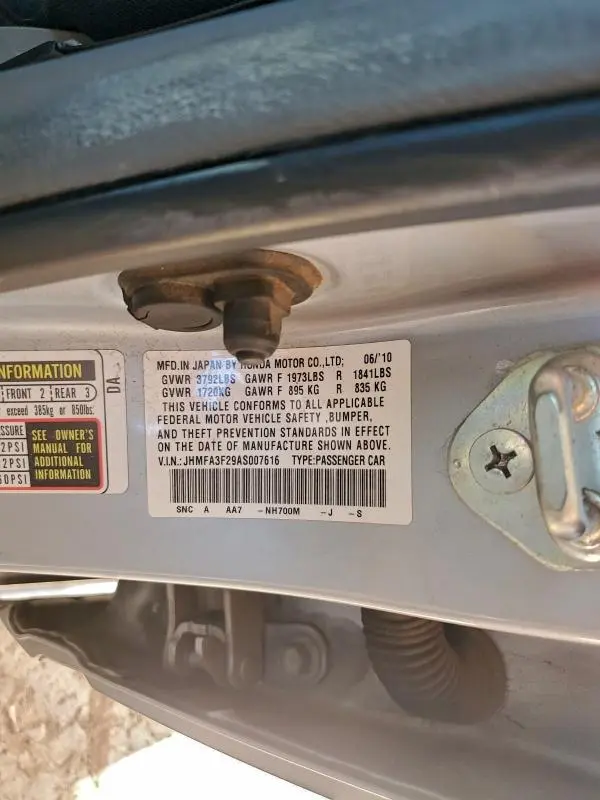 NFORMATION
FRONT 2 REAR 3
exceed 385kg or 850lbs.
SSURE
2PSI
2PSI
60PSI
SEE OWNER'S
MANUAL FOR
ADDITIONAL
INFORMATION
DA
MFD.IN JAPAN BY HONDA MOTOR CO.,LTD; 06/'10
GVWR 3792LBS GAWR F 1973LBS R 1841LBS
GVWR 1720KG GAWR F 895 KG R 835 KG
THIS VEHICLE CONFORMS TO ALL APPLICABLE
FEDERAL MOTOR VEHICLE SAFETY ,BUMPER,
AND THEFT PREVENTION STANDARDS IN EFFECT
ON THE DATE OF MANUFACTURE SHOWN ABOVE.
V.I.N.: JHMFA3F29AS007616 TYPE:PASSENGER CAR
SNC A AA7 -NH700M -J -S